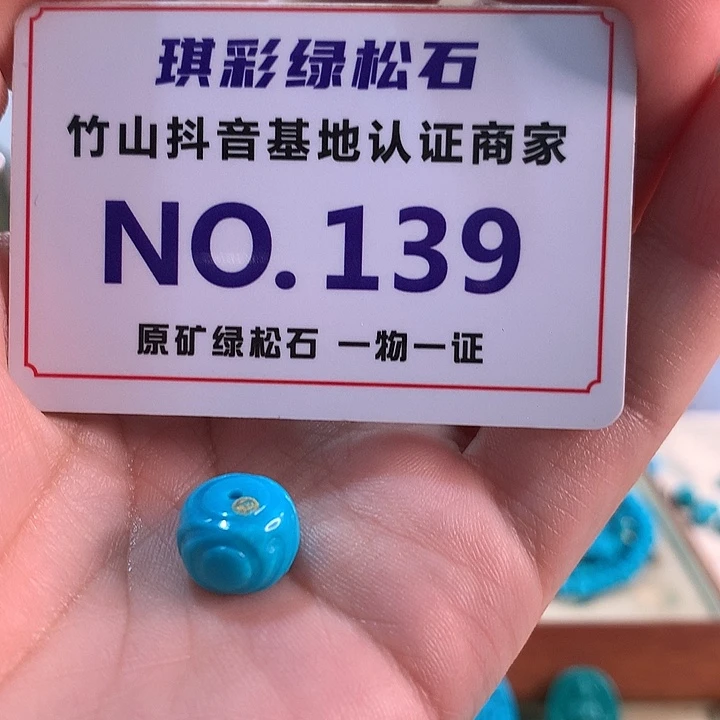 琪彩绿松石
竹山抖音基地认证商家
NO.139
原矿绿松石 一物一证